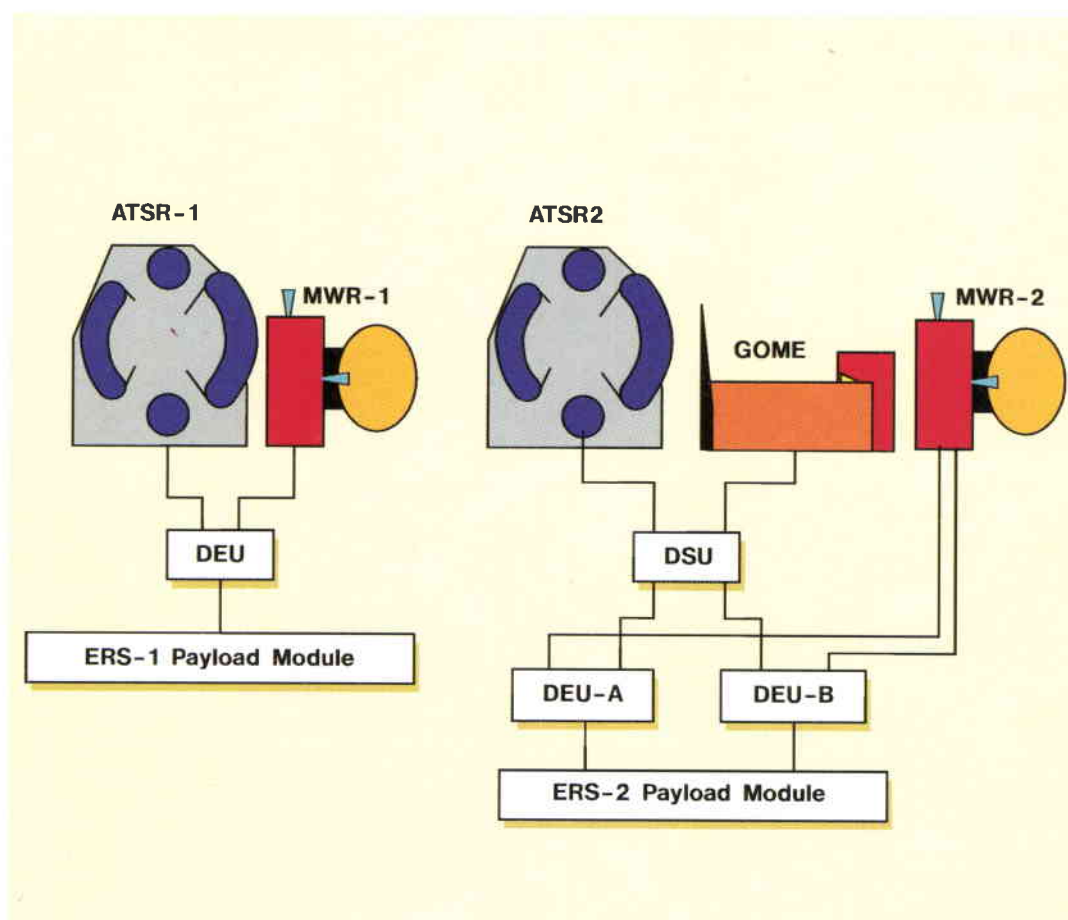 ATSR-1
MWR-1
DEU
ERS-1 Payload Module
ATSR2
GOME
MWR-2
DSU
DEU-A
DEU-B
ERS-2 Payload Module